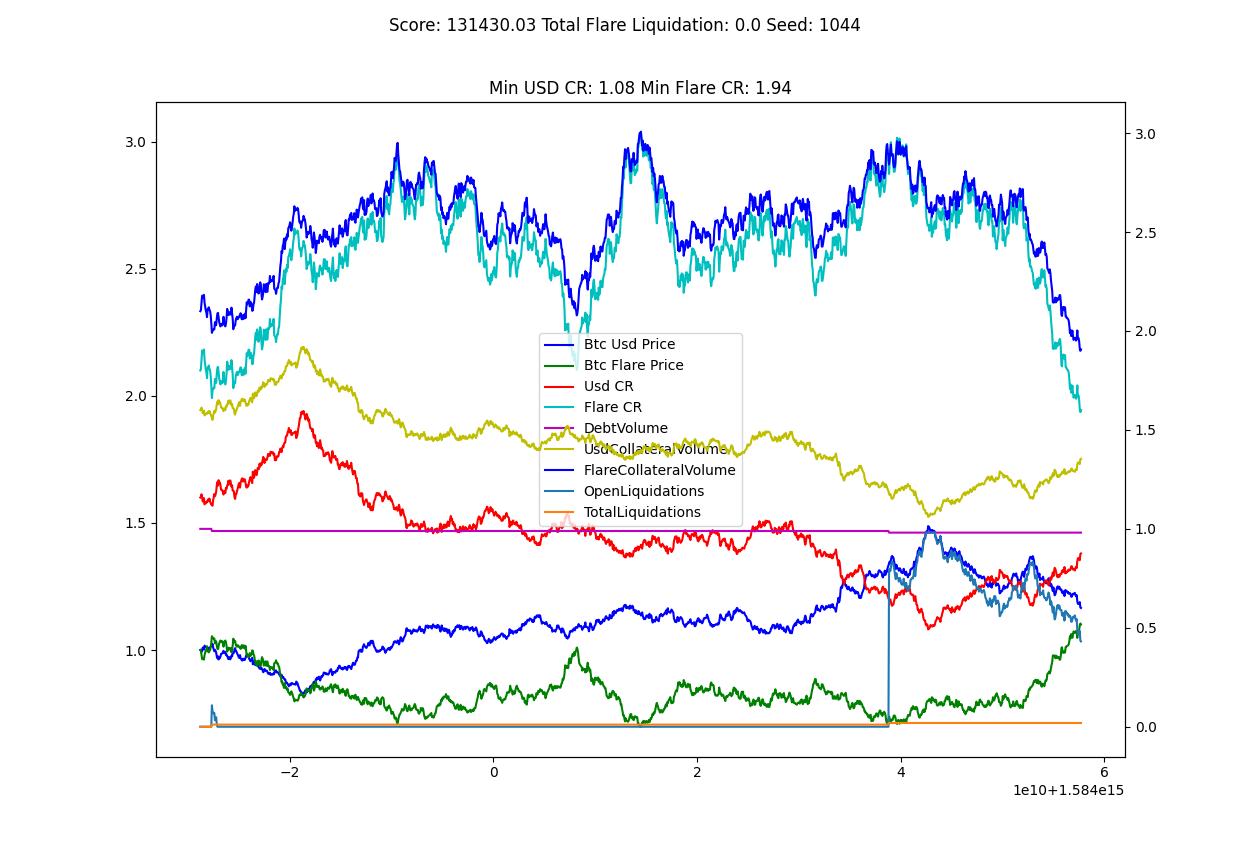 Score: 131430.03 Total Flare Liquidation: 0.0 Seed: 1044
Min USD CR: 1.08 Min Flare CR: 1.94
3.0
2.5
2.0
1.5
1.0
3.0
2.5
2.0
1.5
1.0
0.5
0.0
Btc Usd Price
Btc Flare Price
Usd CR
Flare CR
DebtVolume
UsdCollateralVolume
FlareCollateralVolume
OpenLiquidations
TotalLiquidations
−2 0 2 4 6
1e10+1.584e15